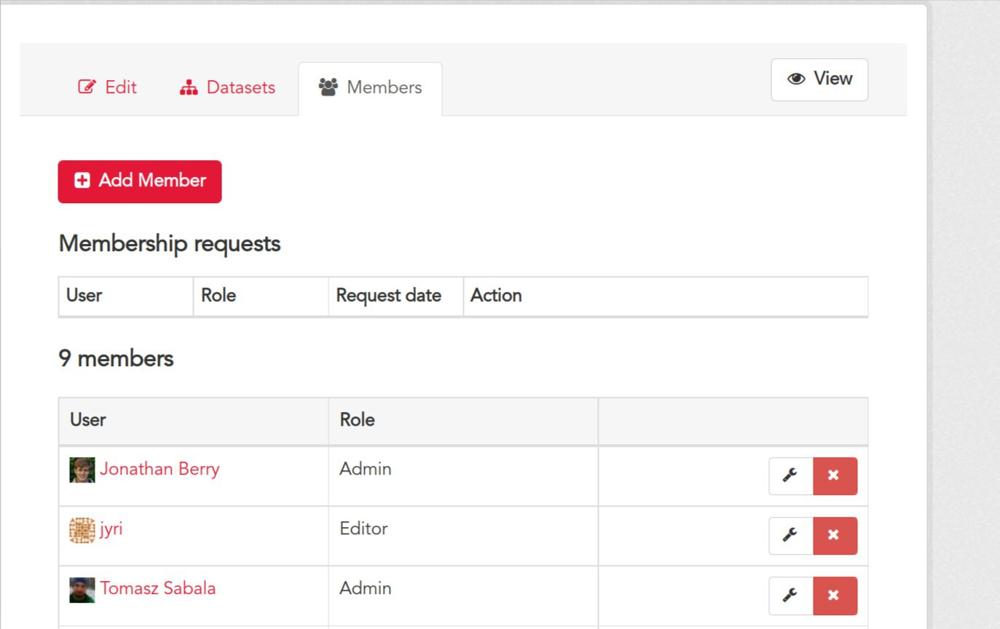 Edit Datasets Members View
Add Member
Membership requests
User Role Request date Action
9 members
User Role
Jonathan Berry Admin
jyri Editor
Tomasz Sabala Admin